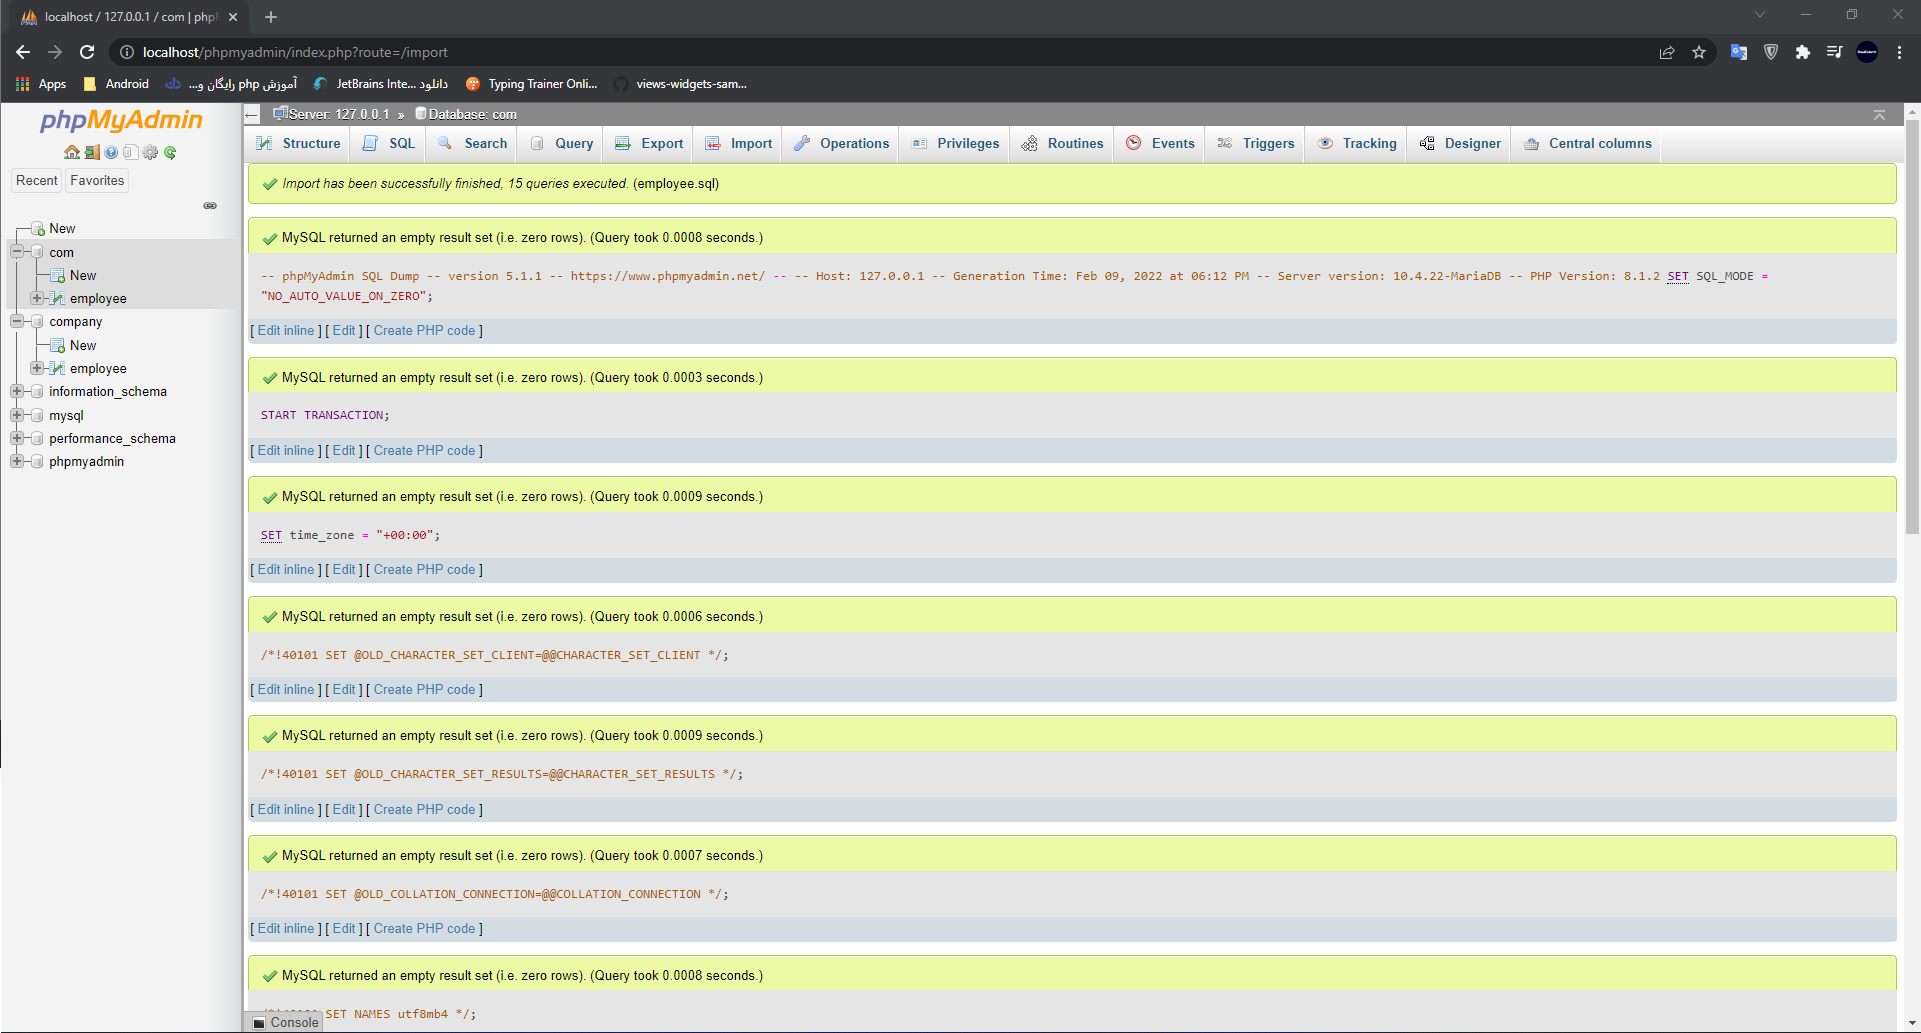 localhost / 127.0.0.1 / com | php
localhost/phpmyadmin/index.php?route=/import
Apps
Android
آموزش php رایگان و...
JetBrains Inte... دانلود
Typing Trainer Onli...
views-widgets-sam...
phpMyAdmin
Recent
Favorites
New
com
New
employee
company
New
employee
information_schema
mysql
performance_schema
phpmyadmin
Server: 127.0.0.1 » Database: com
Structure
SQL
Search
Query
Export
Import
Operations
Privileges
Routines
Events
Triggers
Tracking
Designer
Central columns
Import has been successfully finished, 15 queries executed. (employee.sql)
MySQL returned an empty result set (i.e. zero rows). (Query took 0.0008 seconds.)
-- phpMyAdmin SQL Dump -- version 5.1.1 -- https://www.phpmyadmin.net/ -- -- Host: 127.0.0.1 -- Generation Time: Feb 09, 2022 at 06:12 PM -- Server version: 10.4.22-MariaDB -- PHP Version: 8.1.2 SET SQL_MODE =
"NO_AUTO_VALUE_ON_ZERO";
[ Edit inline ] [ Edit ] [ Create PHP code ]
MySQL returned an empty result set (i.e. zero rows). (Query took 0.0003 seconds.)
START TRANSACTION;
[ Edit inline ] [ Edit ] [ Create PHP code ]
MySQL returned an empty result set (i.e. zero rows). (Query took 0.0009 seconds.)
SET time_zone = "+00:00";
[ Edit inline ] [ Edit ] [ Create PHP code ]
MySQL returned an empty result set (i.e. zero rows). (Query took 0.0006 seconds.)
/*!40101 SET @OLD_CHARACTER_SET_CLIENT=@@CHARACTER_SET_CLIENT */;
[ Edit inline ] [ Edit ] [ Create PHP code ]
MySQL returned an empty result set (i.e. zero rows). (Query took 0.0009 seconds.)
/*!40101 SET @OLD_CHARACTER_SET_RESULTS=@@CHARACTER_SET_RESULTS */;
[ Edit inline ] [ Edit ] [ Create PHP code ]
MySQL returned an empty result set (i.e. zero rows). (Query took 0.0007 seconds.)
/*!40101 SET @OLD_COLLATION_CONNECTION=@@COLLATION_CONNECTION */;
[ Edit inline ] [ Edit ] [ Create PHP code ]
MySQL returned an empty result set (i.e. zero rows). (Query took 0.0008 seconds.)
SET NAMES utf8mb4 */;
Console